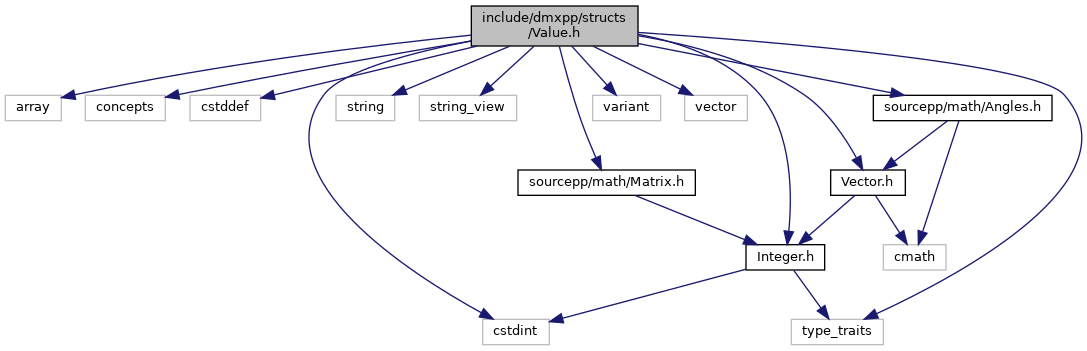 include/dmxpp/structs
/Value.h
array
concepts
cstddef
string
string_view
variant
vector
sourcepp/math/Angles.h
sourcepp/math/Matrix.h
Vector.h
Integer.h
cmath
cstdint
type_traits